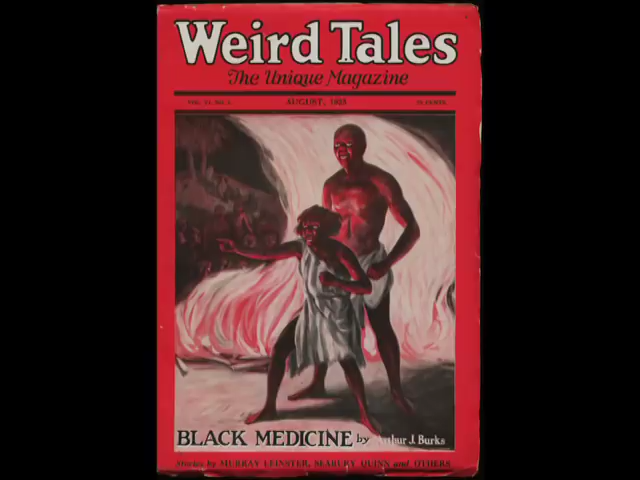 Weird Tales
The Unique Magazine
AUGUST, 1925
BLACK MEDICINE by Arthur J. Burks
Stories by MURRAY LEINSTER, SEABURY QUINN and OTHERS